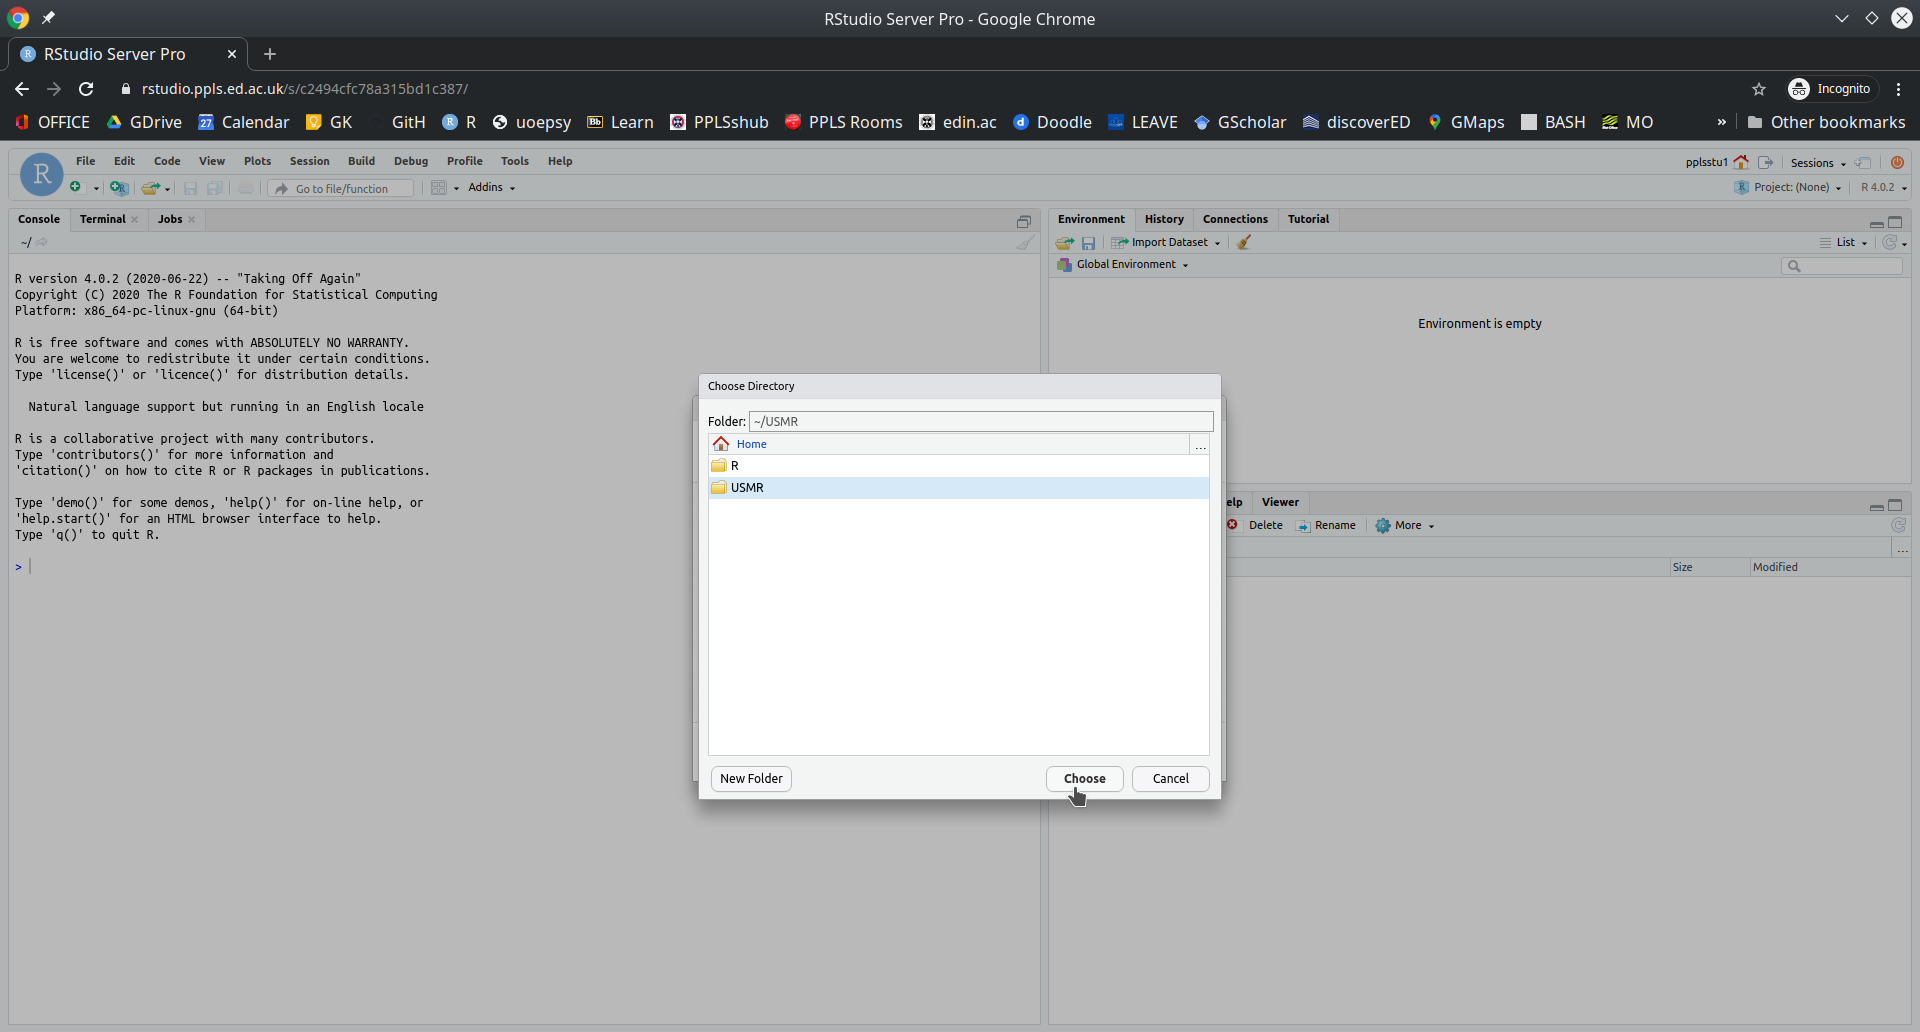 RStudio Server Pro - Google Chrome
R RStudio Server Pro
rstudio.ppls.ed.ac.uk/s/c2494cfc78a315bd1c387/ Incognito
OFFICE GDrive 27 Calendar GK GitH R R uoepsy Bb Learn PPLSshub PPLS Rooms edin.ac d Doodle LEAVE GScholar discoverED GMaps BASH MO » Other bookmarks
R File Edit Code View Plots Session Build Debug Profile Tools Help pplsstu1 Sessions
Go to file/function Addins R Project: (None) R 4.0.2
Console Terminal Jobs
~/
R version 4.0.2 (2020-06-22) -- "Taking Off Again"
Copyright (C) 2020 The R Foundation for Statistical Computing
Platform: x86_64-pc-linux-gnu (64-bit)
R is free software and comes with ABSOLUTELY NO WARRANTY.
You are welcome to redistribute it under certain conditions.
Type 'license()' or 'licence()' for distribution details.
Natural language support but running in an English locale
R is a collaborative project with many contributors.
Type 'contributors()' for more information and
'citation()' on how to cite R or R packages in publications.
Type 'demo()' for some demos, 'help()' for on-line help, or
'help.start()' for an HTML browser interface to help.
Type 'q()' to quit R.
>
Environment History Connections Tutorial
Import Dataset List
Global Environment
Environment is empty
Choose Directory
Folder: ~/USMR
Home ...
R
USMR
New Folder Choose Cancel
elp Viewer
Delete Rename More
...
Size Modified